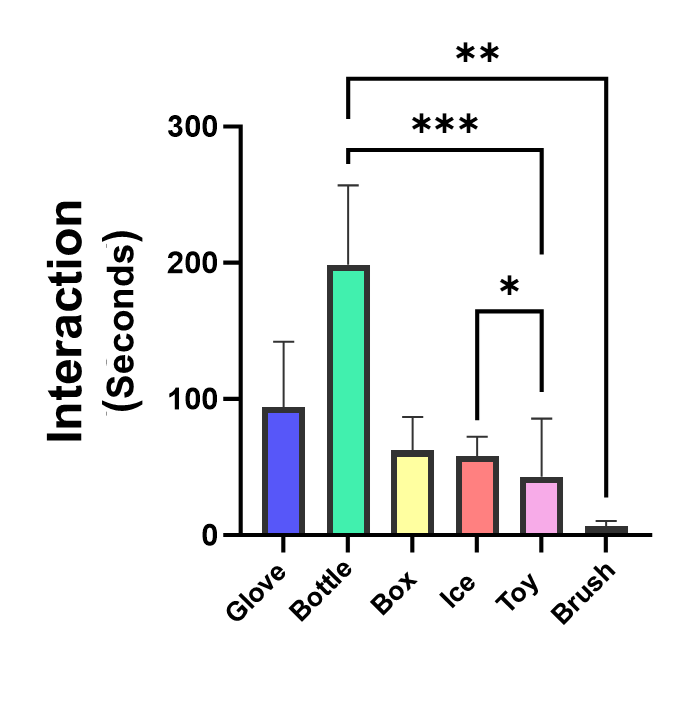 **
***
*
300
200
100
0
Interaction
(Seconds)
Glove
Bottle
Box
Ice
Toy
Brush